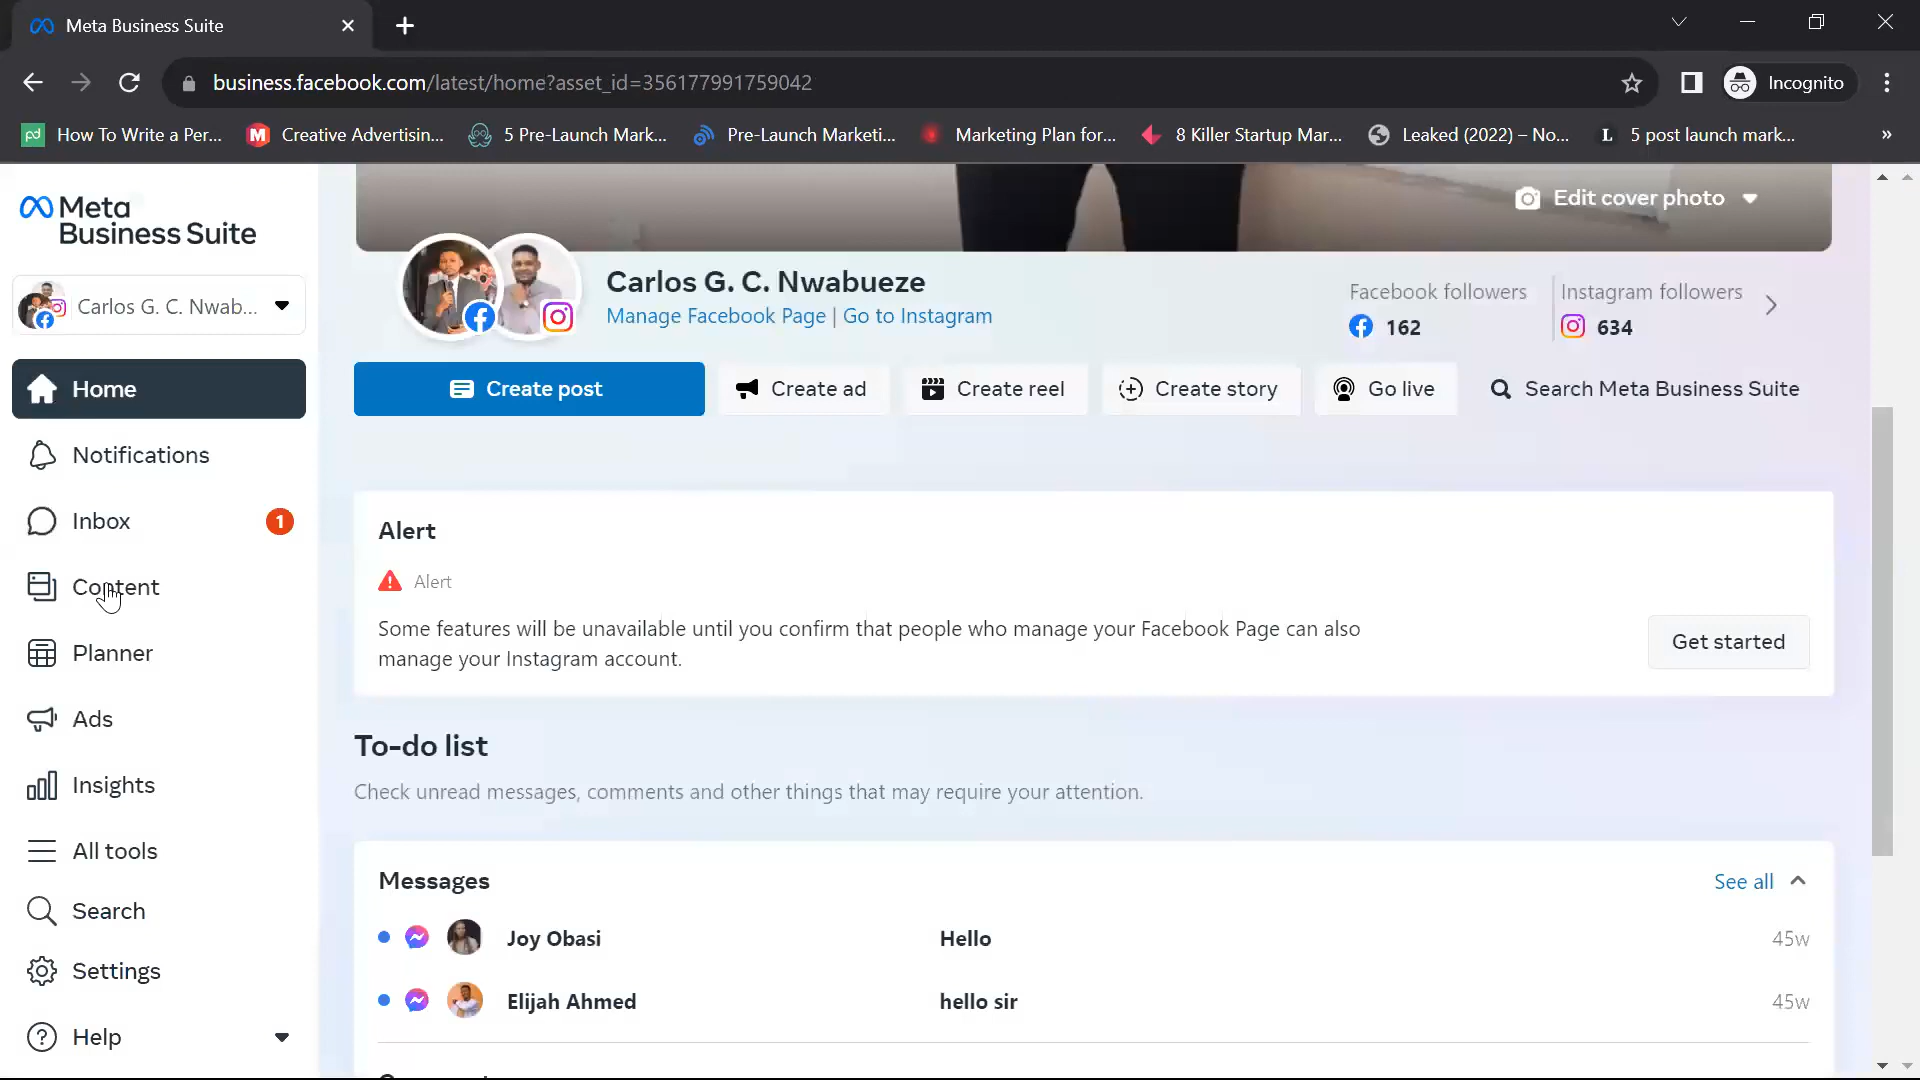 Meta Business Suite
business.facebook.com/latest/home?asset_id=356177991759042
Incognito
How To Write a Per...
Creative Advertisin...
5 Pre-Launch Mark...
Pre-Launch Marketi...
Marketing Plan for...
8 Killer Startup Mar...
Leaked (2022) – No...
5 post launch mark...
Meta
Business Suite
Carlos G. C. Nwab...
Home
Notifications
Inbox
1
Content
Planner
Ads
Insights
All tools
Search
Settings
Help
Edit cover photo
Carlos G. C. Nwabueze
Manage Facebook Page | Go to Instagram
Facebook followers
162
Instagram followers
634
Create post
Create ad
Create reel
Create story
Go live
Search Meta Business Suite
Alert
Alert
Some features will be unavailable until you confirm that people who manage your Facebook Page can also
manage your Instagram account.
Get started
To-do list
Check unread messages, comments and other things that may require your attention.
Messages
See all
Joy Obasi
Hello
45w
Elijah Ahmed
hello sir
45w